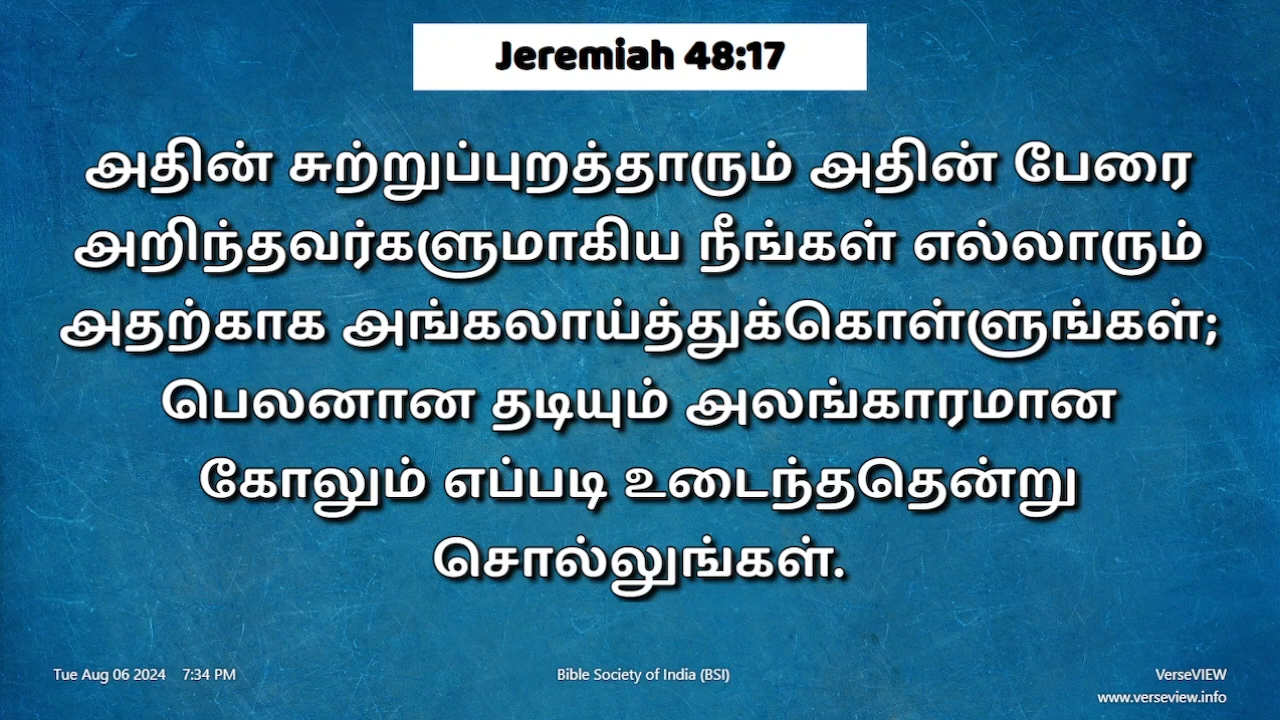 Jeremiah 48:17
அதின் சுற்றுப்புறத்தாரும் அதின் பேரை
அறிந்தவர்களுமாகிய நீங்கள் எல்லாரும்
அதற்காக அங்கலாய்த்துக்கொள்ளுங்கள்;
பெலனான தடியும் அலங்காரமான
கோலும் எப்படி உடைந்ததென்று
சொல்லுங்கள்.
Tue Aug 06 2024 7:34 PM
Bible Society of India (BSI)
VerseVIEW
www.verseview.info